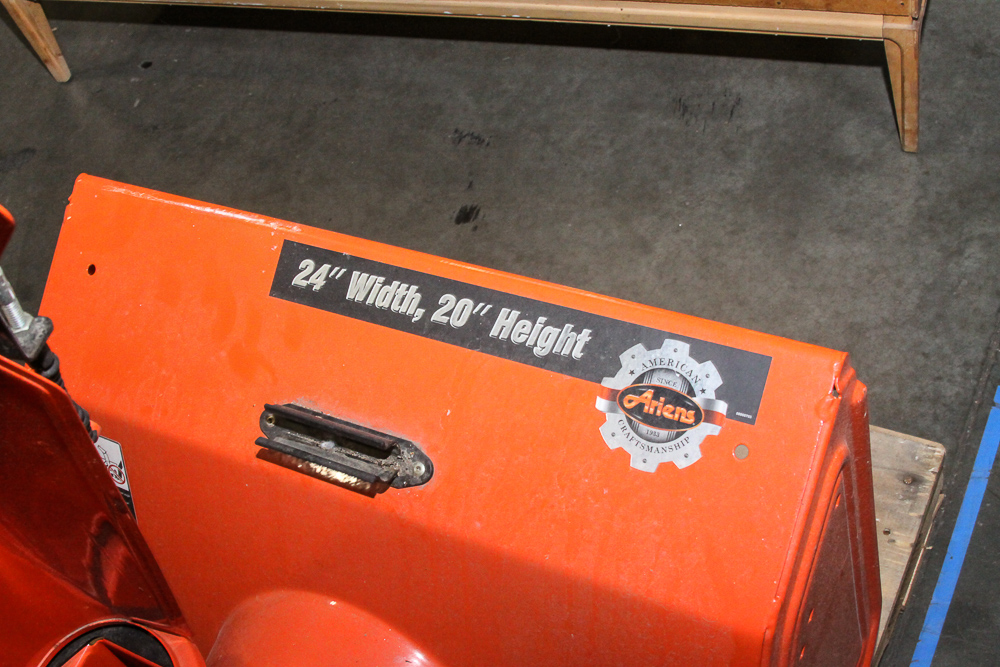 24" Width, 20" Height
AMERICAN
SINCE
Ariens
1933
CRAFTSMANSHIP